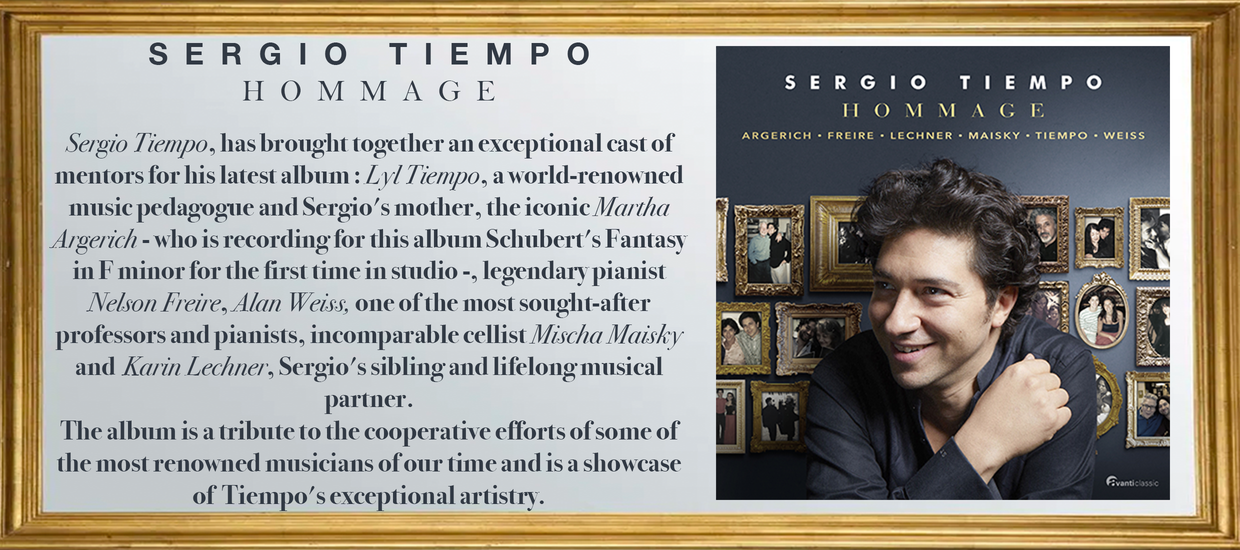 SERGIO TIEMPO
HOMMAGE
Sergio Tiempo, has brought together an exceptional cast of
mentors for his latest album : Lyl Tiempo, a world-renowned
music pedagogue and Sergio's mother, the iconic Martha
Argerich - who is recording for this album Schubert's Fantasy
in F minor for the first time in studio -, legendary pianist
Nelson Freire, Alan Weiss, one of the most sought-after
professors and pianists, incomparable cellist Mischa Maisky
and Karin Lechner, Sergio's sibling and lifelong musical
partner.
The album is a tribute to the cooperative efforts of some of
the most renowned musicians of our time and is a showcase
of Tiempo's exceptional artistry.
SERGIO TIEMPO
HOMMAGE
ARGERICH • FREIRE • LECHNER • MAISKY • TIEMPO • WEISS
avanticlassic